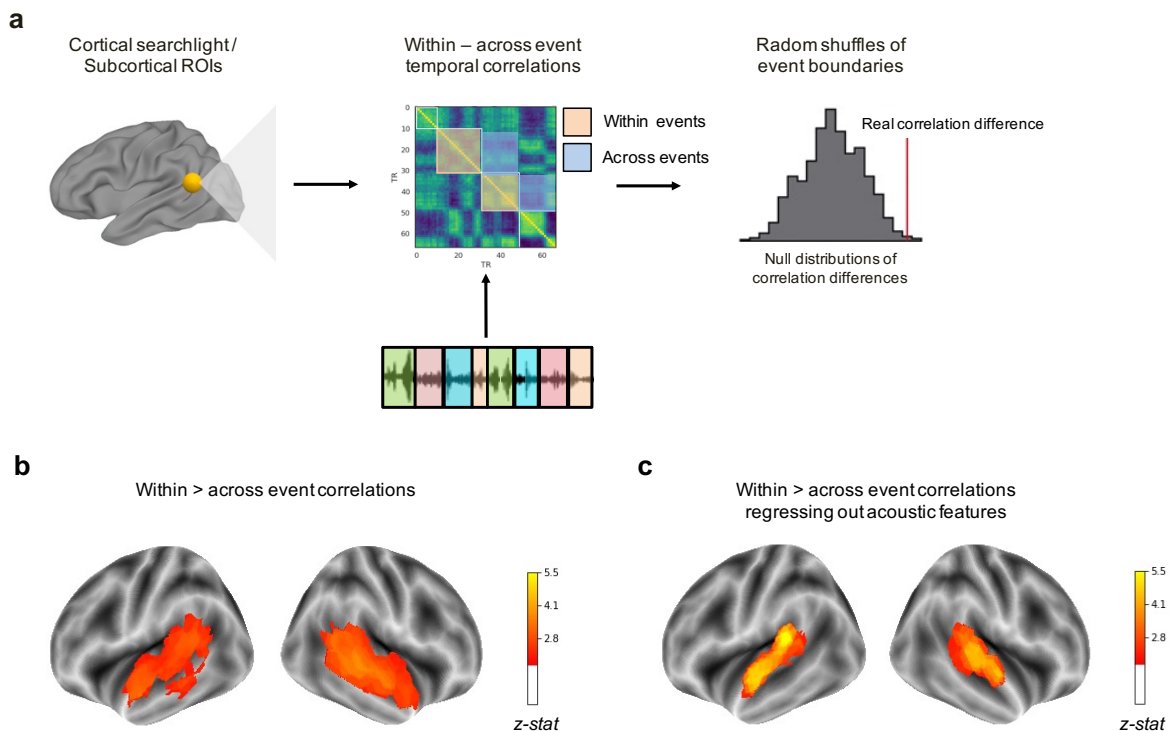 a
Cortical searchlight/
Subcortical ROIs
Within – across event
temporal correlations
Radom shuffles of
event boundaries
0
10
20
30
40
50
60
TR
0
20
40
60
TR
Within events
Across events
Real correlation difference
Null distributions of
correlation differences
b
Within > across event correlations
5.5
4.1
2.8
z-stat
c
Within > across event correlations
regressing out acoustic features
5.5
4.1
2.8
z-stat